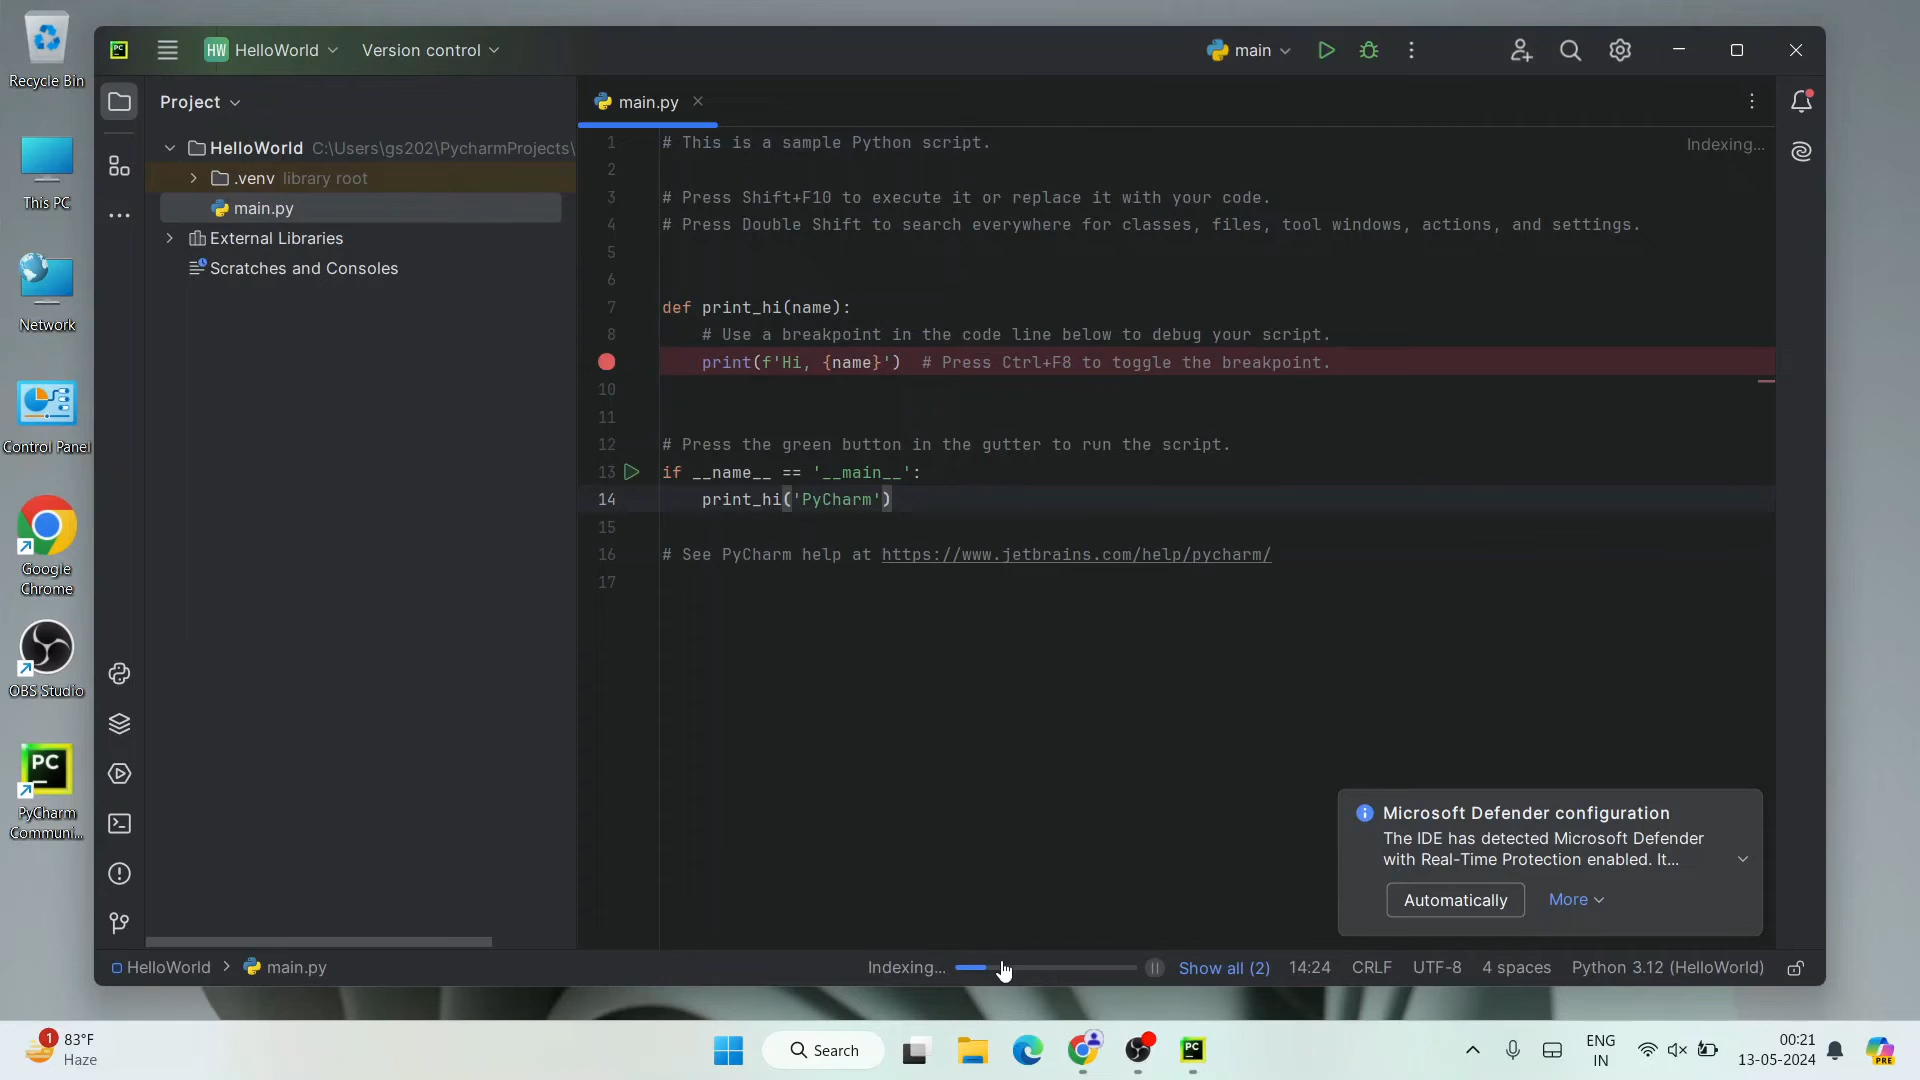 Recycle Bin
This PC
Network
Control Panel
Google
Chrome
OBS Studio
PC
PyCharm
Communi...
PC
HW HelloWorld
Version control
main
Project
main.py
HelloWorld C:\Users\gs202\PycharmProjects\
.venv library root
main.py
External Libraries
Scratches and Consoles
Indexing...
1 # This is a sample Python script.
2
3 # Press Shift+F10 to execute it or replace it with your code.
4 # Press Double Shift to search everywhere for classes, files, tool windows, actions, and settings.
5
6
7 def print_hi(name):
8 # Use a breakpoint in the code line below to debug your script.
print(f'Hi, {name}')  # Press Ctrl+F8 to toggle the breakpoint.
10
11
12 # Press the green button in the gutter to run the script.
13 if __name__ == '__main__':
14 print_hi('PyCharm')
15
16 # See PyCharm help at https://www.jetbrains.com/help/pycharm/
17
Microsoft Defender configuration
The IDE has detected Microsoft Defender
with Real-Time Protection enabled. It...
Automatically
More
HelloWorld > main.py
Indexing...
Show all (2)
14:24
CRLF
UTF-8
4 spaces
Python 3.12 (HelloWorld)
1
83°F
Haze
Search
PC
ENG
IN
00:21
13-05-2024
PRE